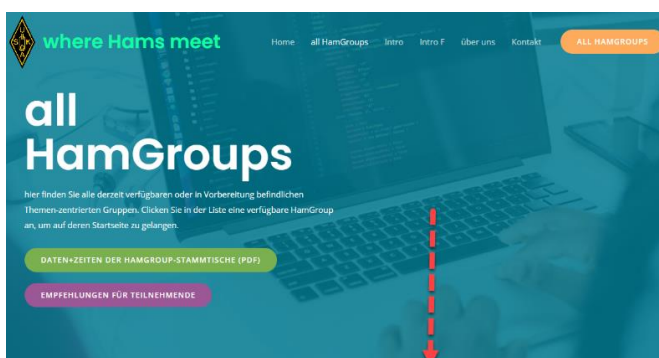 where Hams meet
Home all HamGroups Intro Intro F über uns Kontakt ALL HAMGROUPS
all
HamGroups
hier finden Sie alle derzeit verfügbaren oder in Vorbereitung befindlichen
Themen-zentrierten Gruppen. Clicken Sie in der Liste eine verfügbare HamGroup
an, um auf deren Startseite zu gelangen.
DATEN+ZEITEN DER HAMGROUP-STAMMTISCHE (PDF)
EMPFEHLUNGEN FÜR TEILNEHMENDE